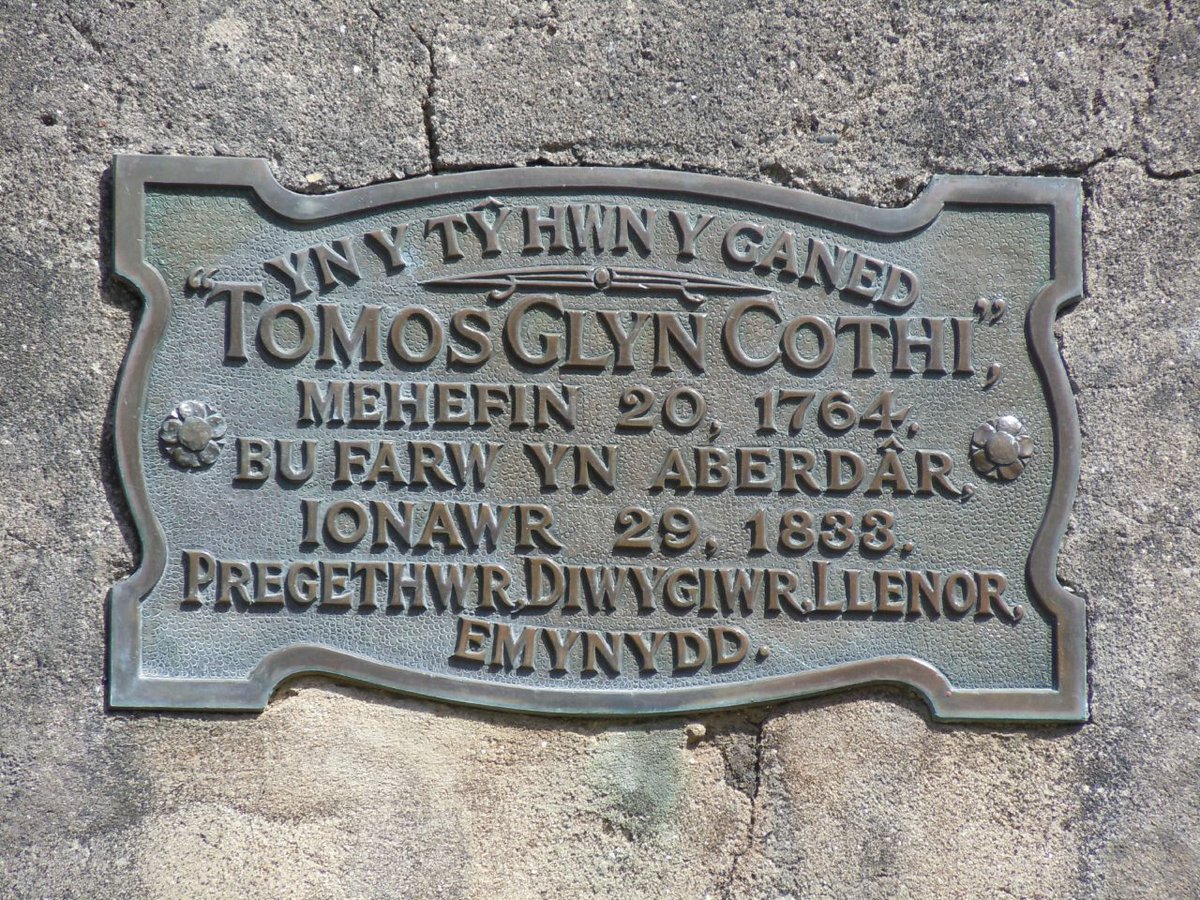 YN Y TŶ HWN Y GANED
"TOMOS GLYN COTHI",
MEHEFIN 20, 1764.
BU FARW YN ABERDÂR,
IONAWR 29, 1833.
PREGETHWR, DIWYGIWR, LLENOR,
EMYNYDD.